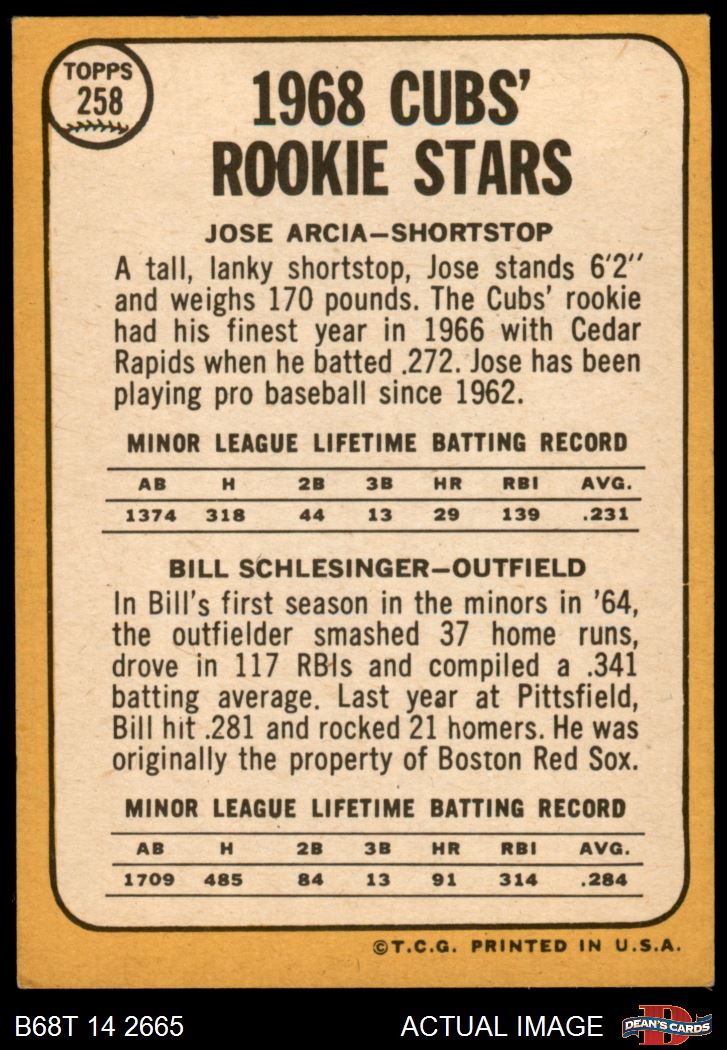 TOPPS
258
1968 CUBS'
ROOKIE STARS
JOSE ARCIA—SHORTSTOP
A tall, lanky shortstop, Jose stands 6'2''
and weighs 170 pounds. The Cubs' rookie
had his finest year in 1966 with Cedar
Rapids when he batted .272. Jose has been
playing pro baseball since 1962.
MINOR LEAGUE LIFETIME BATTING RECORD
AB H 2B 3B HR RBI AVG.
1374 318 44 13 29 139 .231
BILL SCHLESINGER—OUTFIELD
In Bill's first season in the minors in '64,
the outfielder smashed 37 home runs,
drove in 117 RBIs and compiled a .341
batting average. Last year at Pittsfield,
Bill hit .281 and rocked 21 homers. He was
originally the property of Boston Red Sox.
MINOR LEAGUE LIFETIME BATTING RECORD
AB H 2B 3B HR RBI AVG.
1709 485 84 13 91 314 .284
©T.C.G. PRINTED IN U.S.A.
B68T 14 2665 ACTUAL IMAGE
D
DEAN'S CARDS